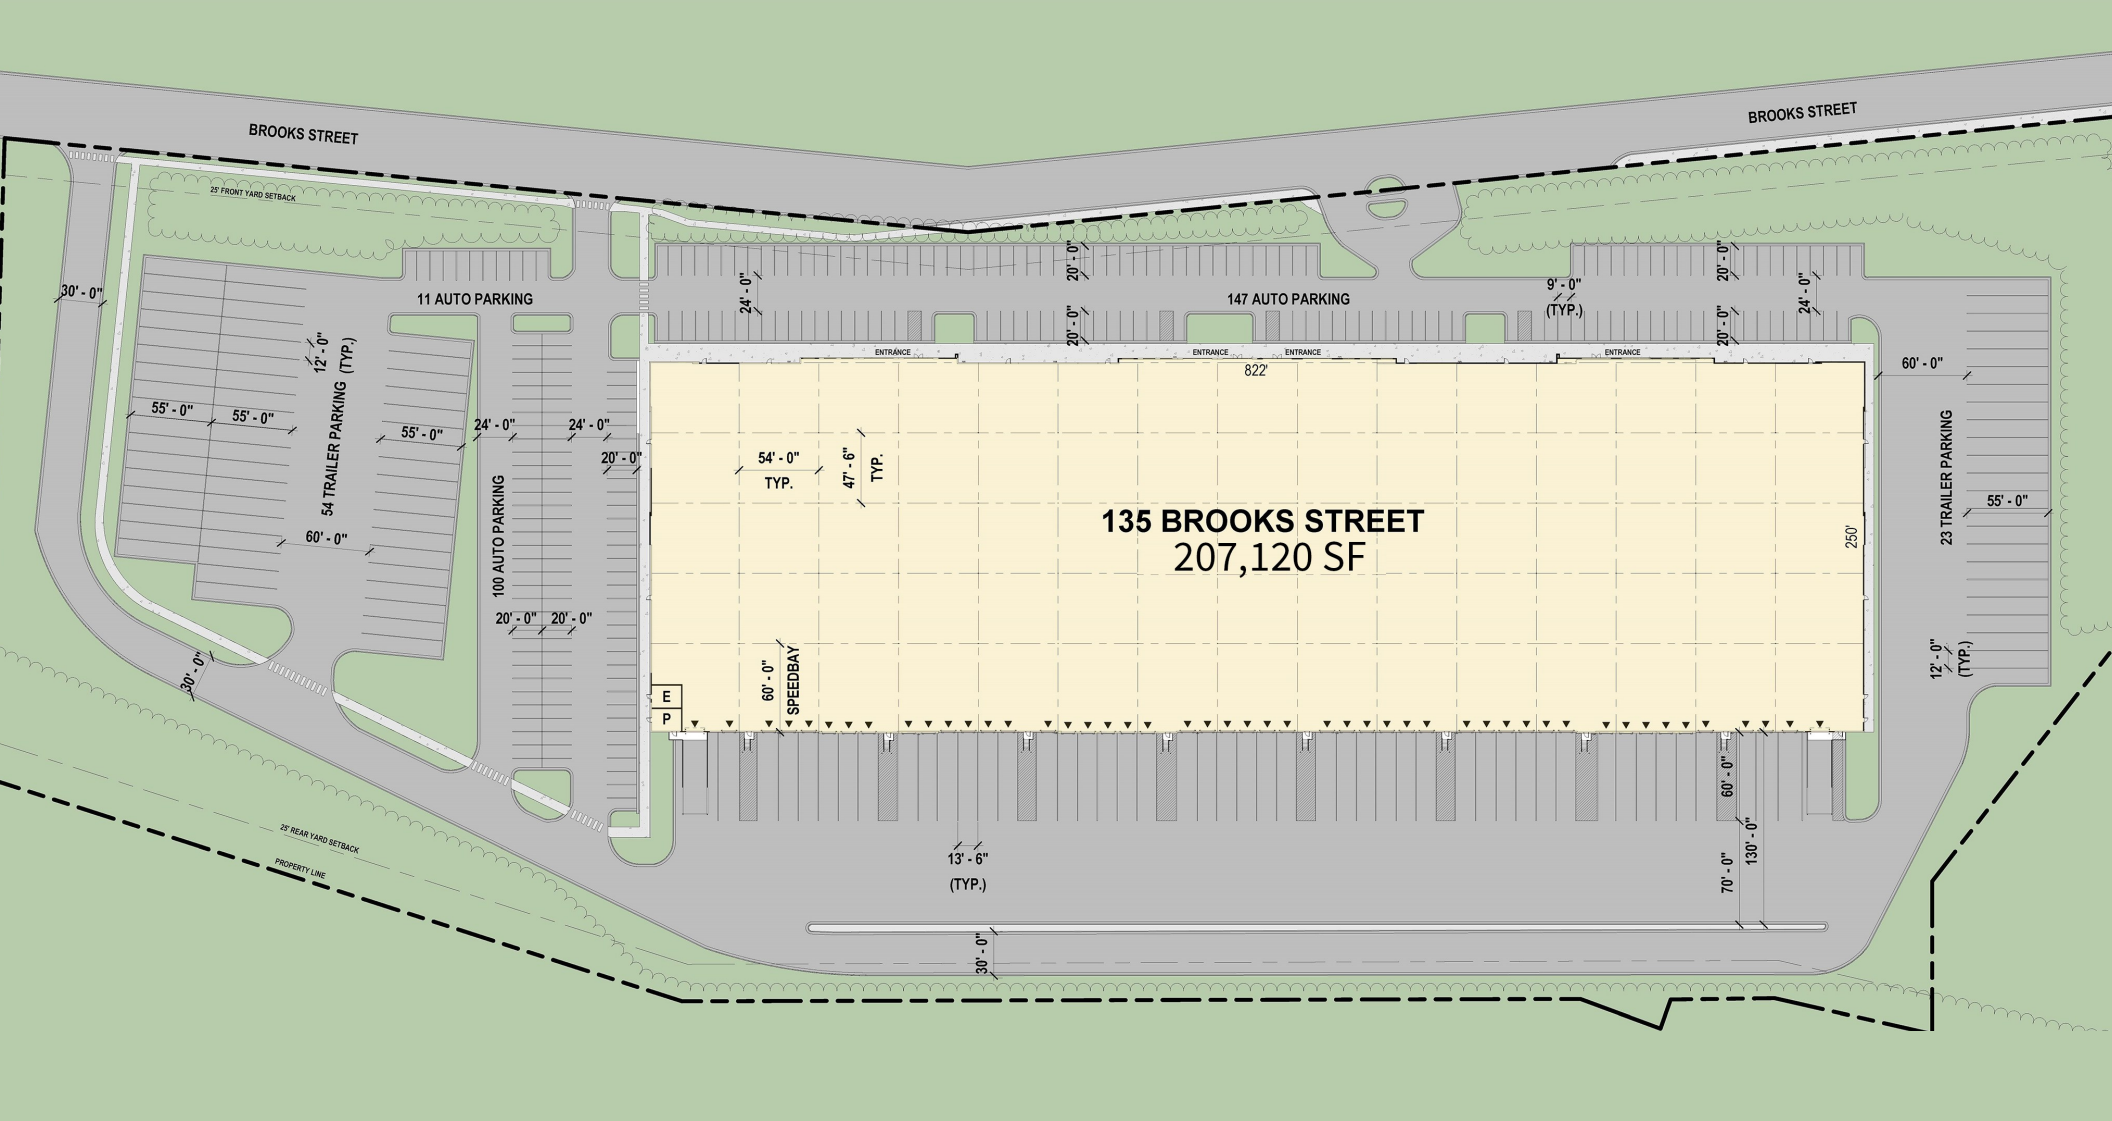 BROOKS STREET
BROOKS STREET
25' FRONT YARD SETBACK
30' - 0"
11 AUTO PARKING
24' - 0"
20' - 0"
20' - 0"
147 AUTO PARKING
9' - 0"
(TYP.)
20' - 0"
20' - 0"
24' - 0"
12' - 0"
54 TRAILER PARKING (TYP.)
ENTRANCE
ENTRANCE
ENTRANCE
ENTRANCE
822'
60' - 0"
55' - 0"
55' - 0"
55' - 0"
24' - 0"
24' - 0"
20' - 0"
54' - 0"
TYP.
47' - 6"
TYP.
135 BROOKS STREET
207,120 SF
250'
23 TRAILER PARKING
55' - 0"
60' - 0"
100 AUTO PARKING
20' - 0"
20' - 0"
30' - 0"
60' - 0"
SPEEDBAY
E
P
12' - 0"
(TYP.)
60' - 0"
130' - 0"
70' - 0"
13' - 6"
(TYP.)
25' REAR YARD SETBACK
PROPERTY LINE
30' - 0"